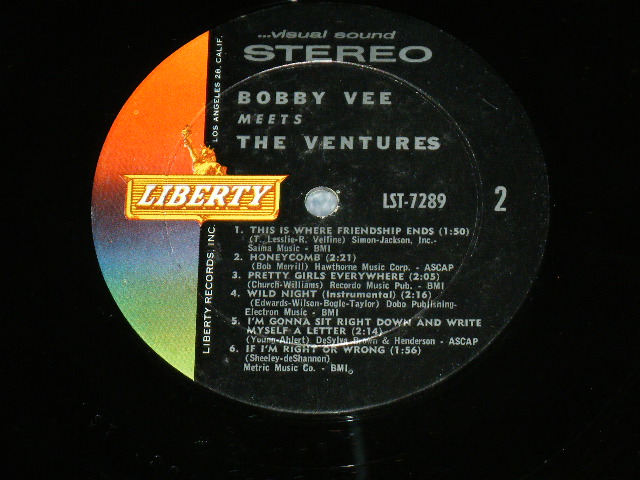 ...visual sound
STEREO
BOBBY VEE
MEETS
THE VENTURES
LIBERTY
LST-7289
2
1. THIS IS WHERE FRIENDSHIP ENDS (1:50)
(T. Lesslie-R. Velline) Simon-Jackson, Inc.-
Saima Music - BMI
2. HONEYCOMB (2:21)
(Bob Merrill) Hawthorne Music Corp. - ASCAP
3. PRETTY GIRLS EVERYWHERE (2:05)
(Church-Williams) Recordo Music Pub. - BMI
4. WILD NIGHT (Instrumental) (2:16)
(Edwards-Wilson-Bogle-Taylor) Dobo Publishing-
Electron Music - BMI
5. I'M GONNA SIT RIGHT DOWN AND WRITE
MYSELF A LETTER (2:14)
(Young-Ahlert) DeSylva Brown & Henderson - ASCAP
6. IF I'M RIGHT OR WRONG (1:56)
(Sheeley-deShannon)
Metric Music Co. - BMI
LIBERTY RECORDS, INC.
LOS ANGELES 28, CALIF.